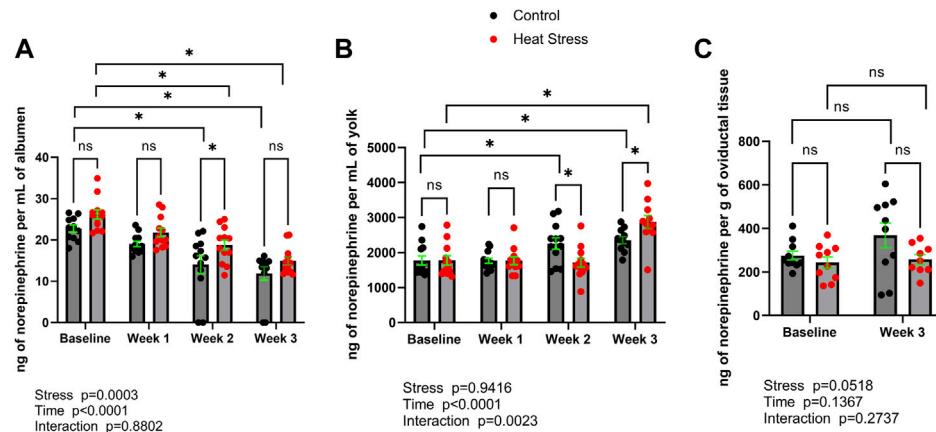 Control
Heat Stress
A
ng of norepinephrine per mL of albumen
40
30
20
10
0
*
*
*
*
ns
ns
*
ns
Baseline
Week 1
Week 2
Week 3
Stress p=0.0003
Time p<0.0001
Interaction p=0.8802
B
ng of norepinephrine per mL of yolk
6000
5000
4000
3000
2000
1000
0
*
*
*
ns
ns
*
*
Baseline
Week 1
Week 2
Week 3
Stress p=0.9416
Time p<0.0001
Interaction p=0.0023
C
ng of norepinephrine per g of oviductal tissue
800
600
400
200
0
ns
ns
ns
ns
Baseline
Week 3
Stress p=0.0518
Time p=0.1367
Interaction p=0.2737